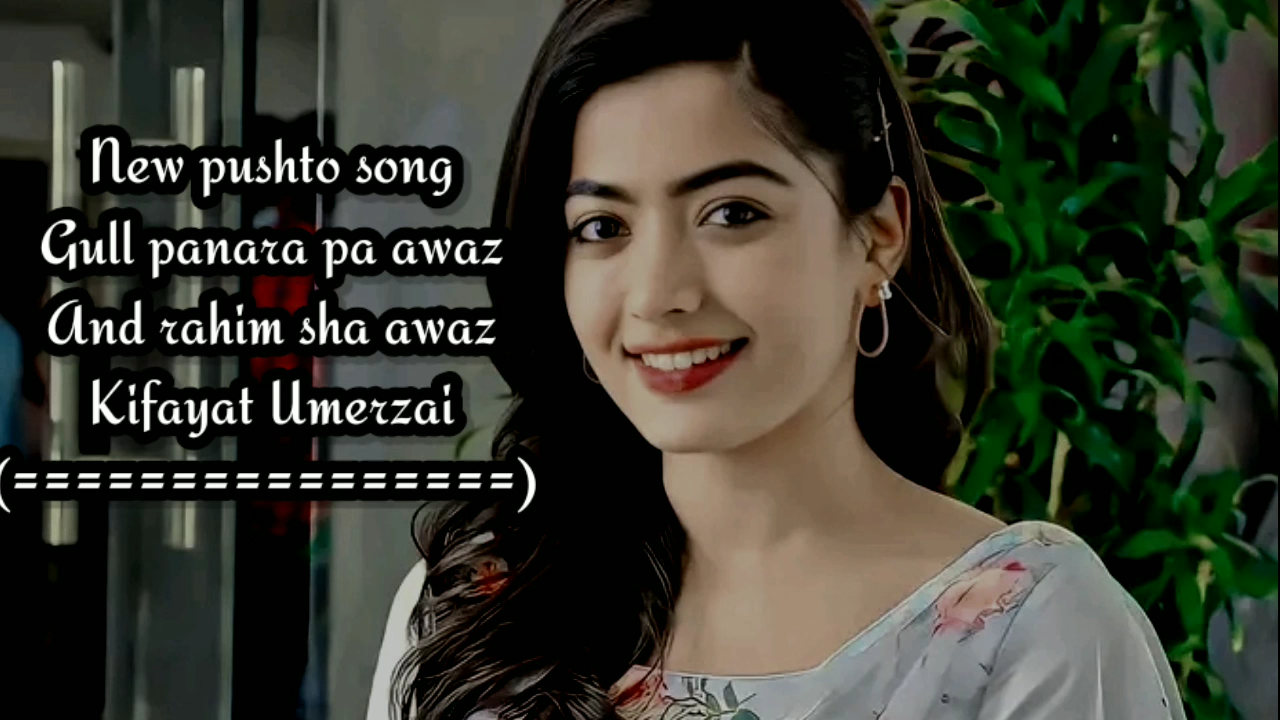 New pushto song
Gull panara pa awaz
And rahim sha awaz
Kifayat Umerzai
(================)